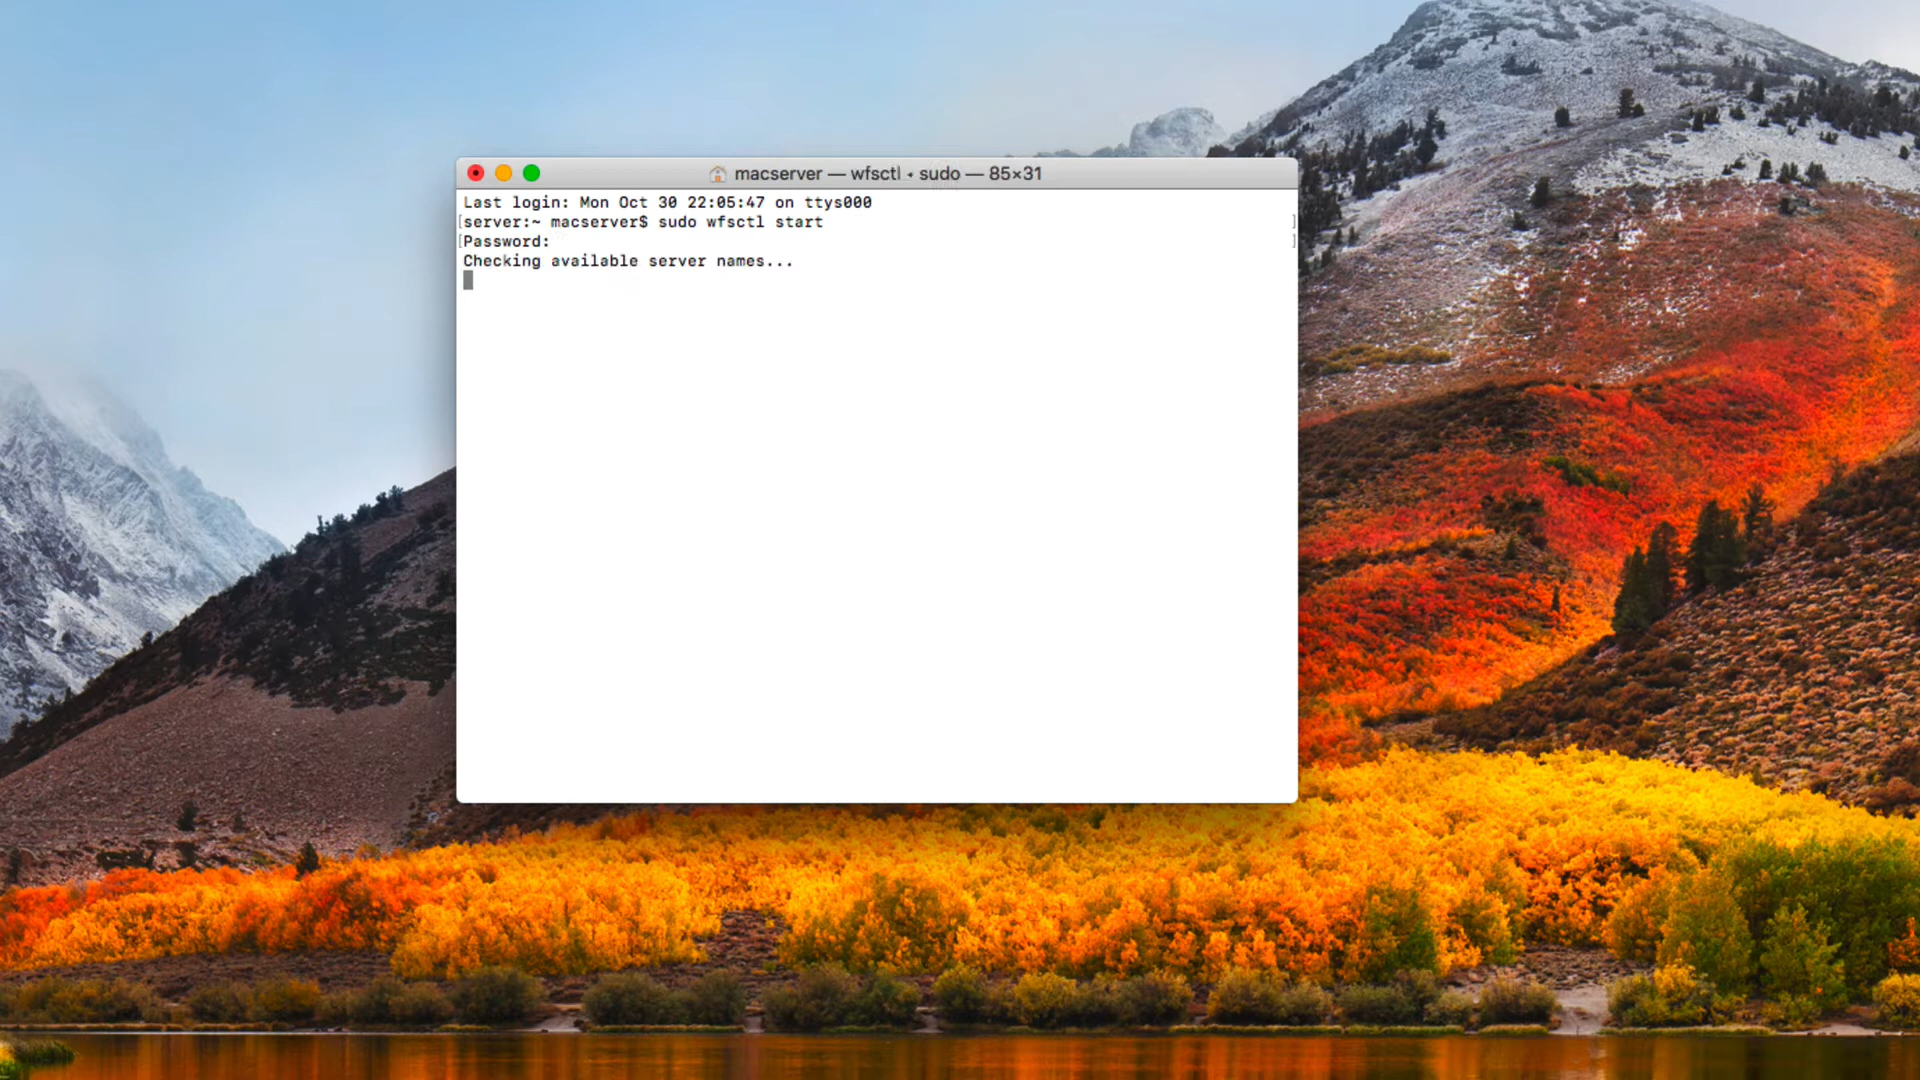 macserver — wfsctl • sudo — 85×31
Last login: Mon Oct 30 22:05:47 on ttys000
[server:~ macserver$ sudo wfsctl start ]
[Password: ]
Checking available server names...